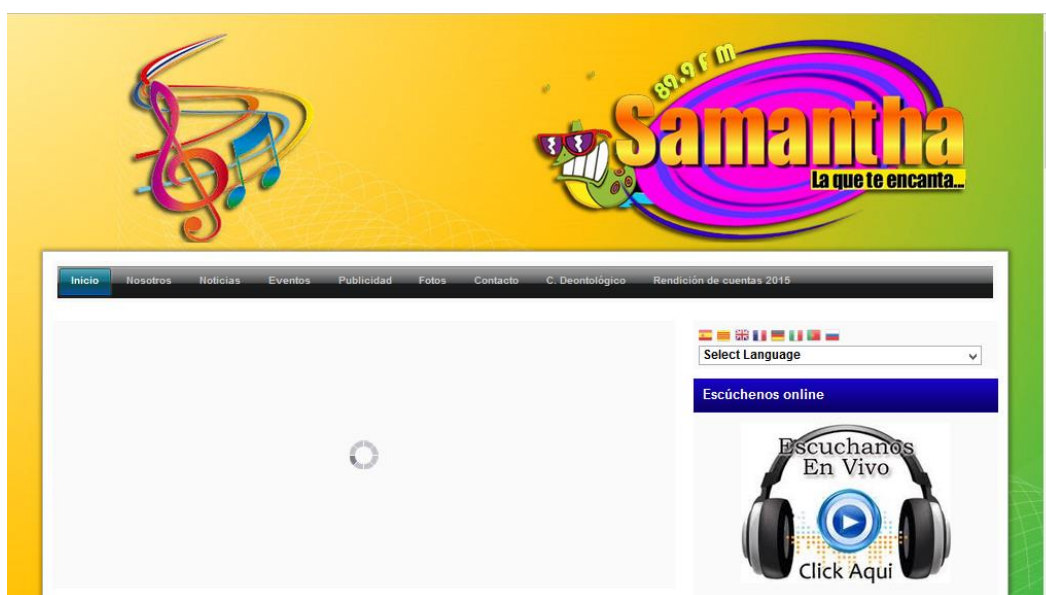 89.9 FM
Samantha
La que te encanta...
Inicio Nosotros Noticias Eventos Publicidad Fotos Contacto C. Deontológico Rendición de cuentas 2015
Select Language
Escúchenos online
Escuchanos
En Vivo
Click Aqui